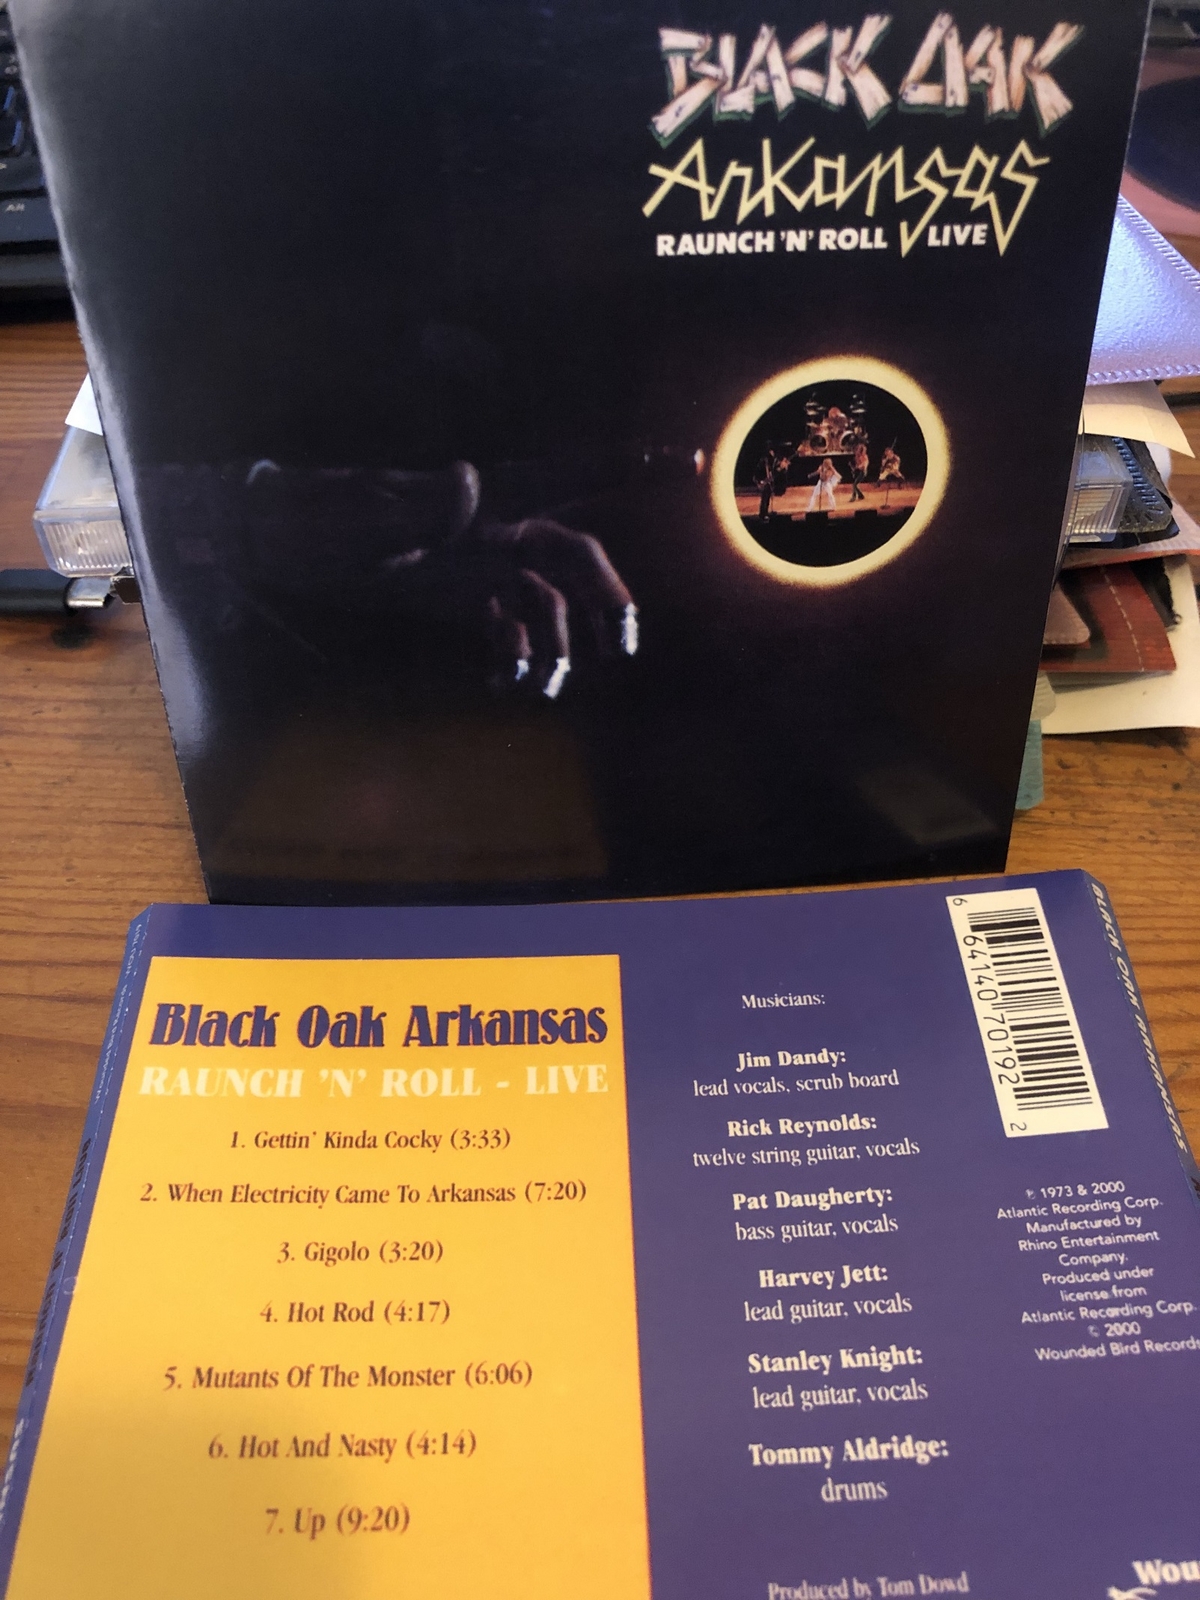 BLACK OAK
Arkansas
RAUNCH 'N' ROLL LIVE
Black Oak Arkansas
RAUNCH 'N' ROLL - LIVE
1. Gettin' Kinda Cocky (3:33)
2. When Electricity Came To Arkansas (7:20)
3. Gigolo (3:20)
4. Hot Rod (4:17)
5. Mutants Of The Monster (6:06)
6. Hot And Nasty (4:14)
7. Up (9:20)
Musicians:
Jim Dandy:
lead vocals, scrub board
Rick Reynolds:
twelve string guitar, vocals
Pat Daugherty:
bass guitar, vocals
Harvey Jett:
lead guitar, vocals
Stanley Knight:
lead guitar, vocals
Tommy Aldridge:
drums
Produced by Tom Dowd
6 64140 70192 2
℗ 1973 & 2000
Atlantic Recording Corp.
Manufactured by
Rhino Entertainment
Company.
Produced under
license from
Atlantic Recording Corp.
© 2000
Wounded Bird Records
Wou
BLACK OAK ARKANSAS